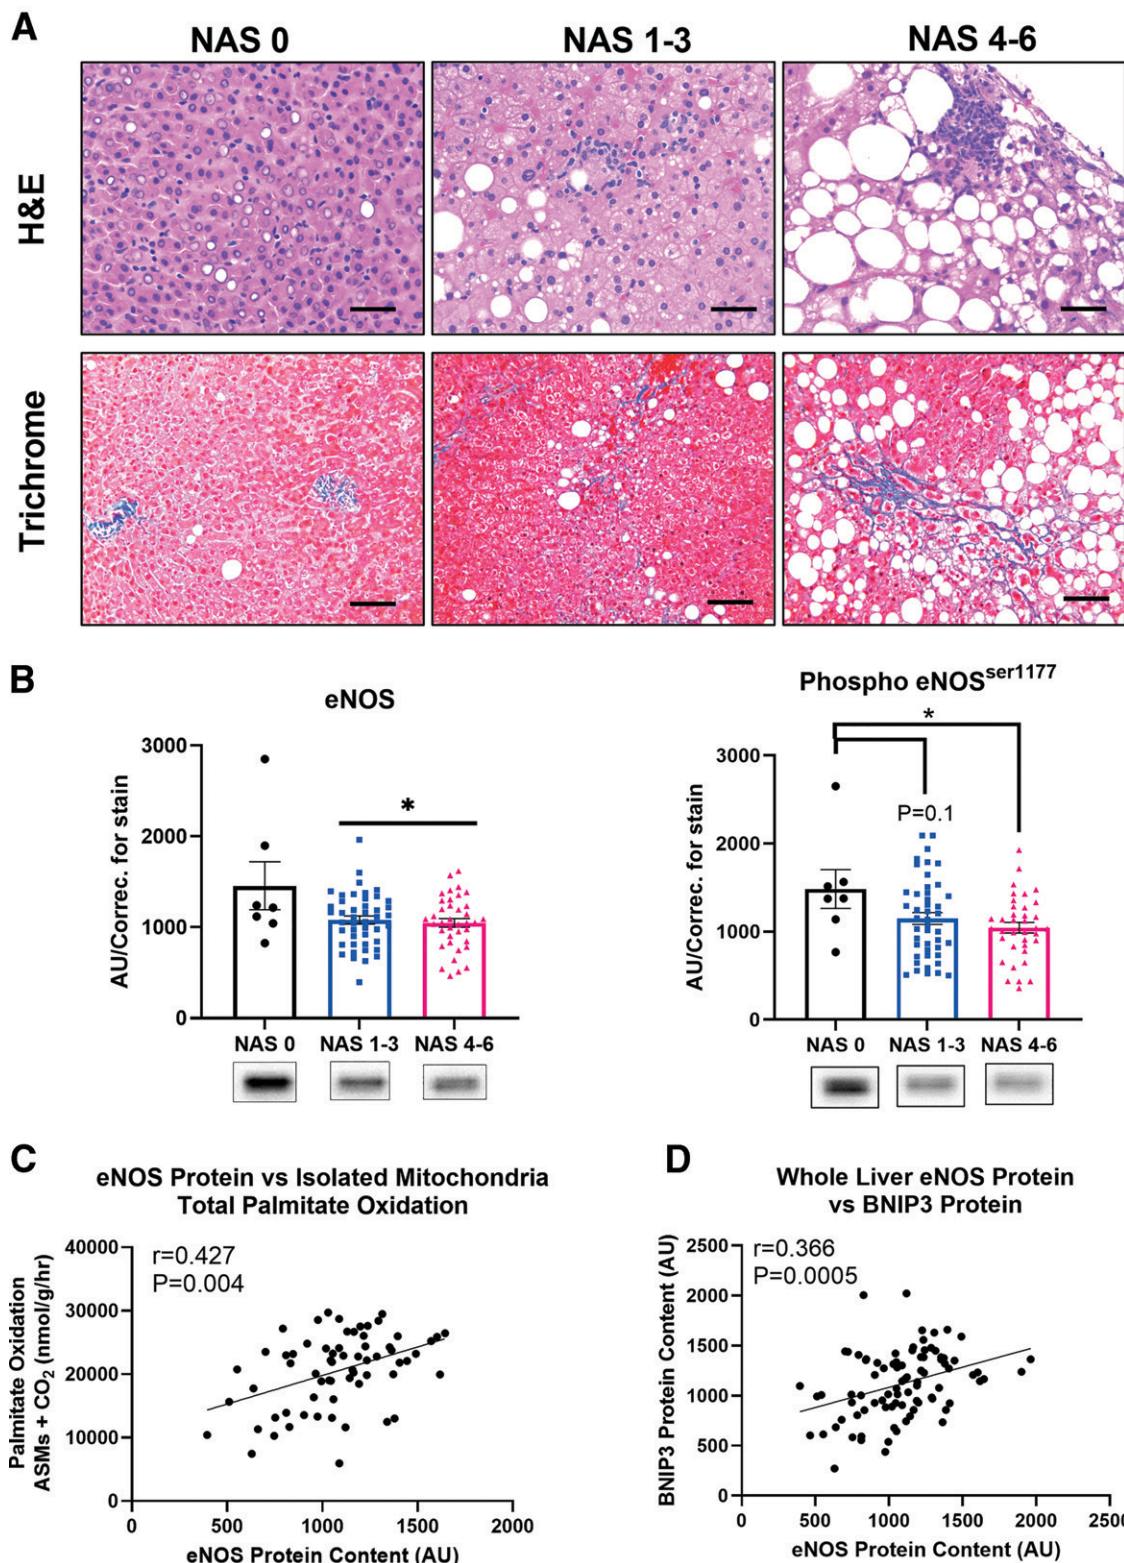 A
NAS 0
NAS 1-3
NAS 4-6
H&E
Trichrome
B
eNOS
AU/Correc. for stain
3000
2000
1000
0
*
NAS 0
NAS 1-3
NAS 4-6
Phospho eNOS^ser1177
AU/Correc. for stain
3000
2000
1000
0
*
P=0.1
NAS 0
NAS 1-3
NAS 4-6
C
eNOS Protein vs Isolated Mitochondria
Total Palmitate Oxidation
r=0.427
P=0.004
Palmitate Oxidation
ASMs + CO₂ (nmol/g/hr)
40000
30000
20000
10000
0
0
500
1000
1500
2000
eNOS Protein Content (AU)
D
Whole Liver eNOS Protein
vs BNIP3 Protein
r=0.366
P=0.0005
BNIP3 Protein Content (AU)
2500
2000
1500
1000
500
0
0
500
1000
1500
2000
2500
eNOS Protein Content (AU)